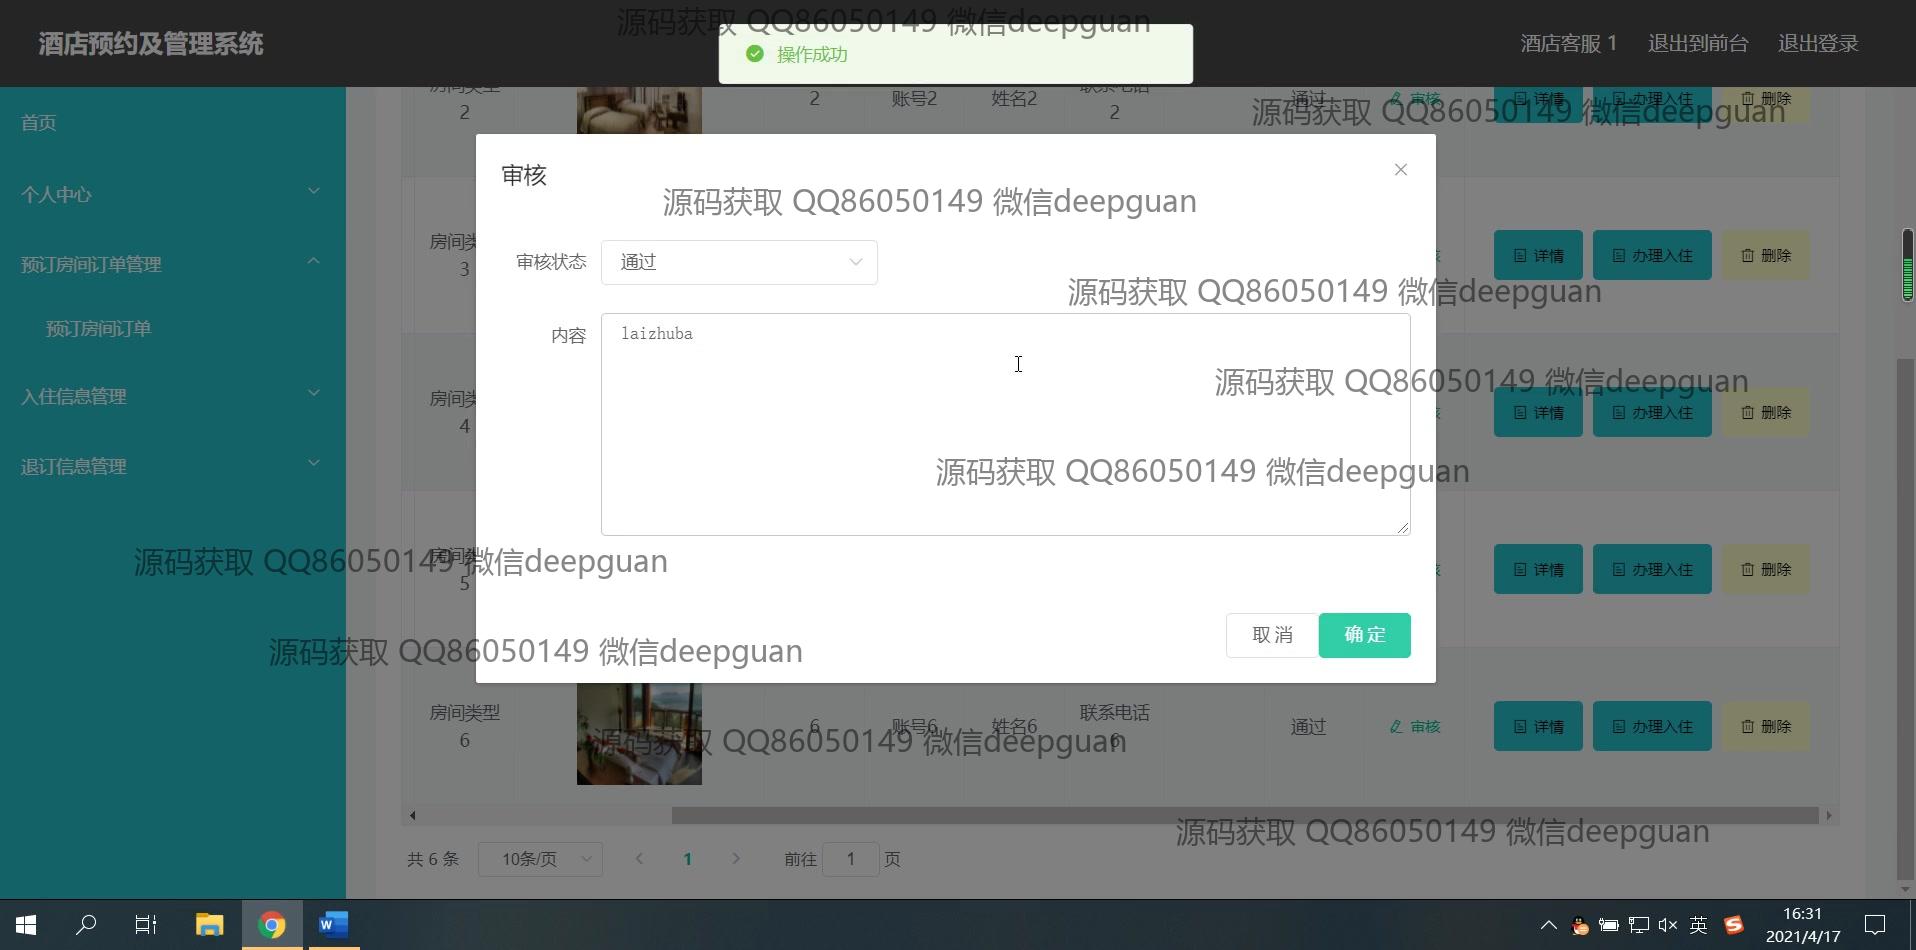 源码获取 QQ86050149 微信deepguan
酒店预约及管理系统
操作成功
酒店客服 1 退出到前台 退出登录
首页
2 账号2 姓名2 通过 审核 详情 办理入住 删除
2
源码获取 QQ86050149 微信deepguan
审核
个人中心
源码获取 QQ86050149 微信deepguan
预订房间订单管理
审核状态 通过
3
详情 办理入住 删除
源码获取 QQ86050149 微信deepguan
预订房间订单
内容 laizhuba
源码获取 QQ86050149 微信deepguan
入住信息管理
4
详情 办理入住 删除
退订信息管理
源码获取 QQ86050149 微信deepguan
源码获取 QQ86050149 微信deepguan
5
详情 办理入住 删除
取消 确定
源码获取 QQ86050149 微信deepguan
房间类型
6
6 账号6 姓名6 联系电话
6
通过 审核 详情 办理入住 删除
源码获取 QQ86050149 微信deepguan
源码获取 QQ86050149 微信deepguan
共 6 条 10条/页 1 前往 1 页
英
16:31
2021/4/17